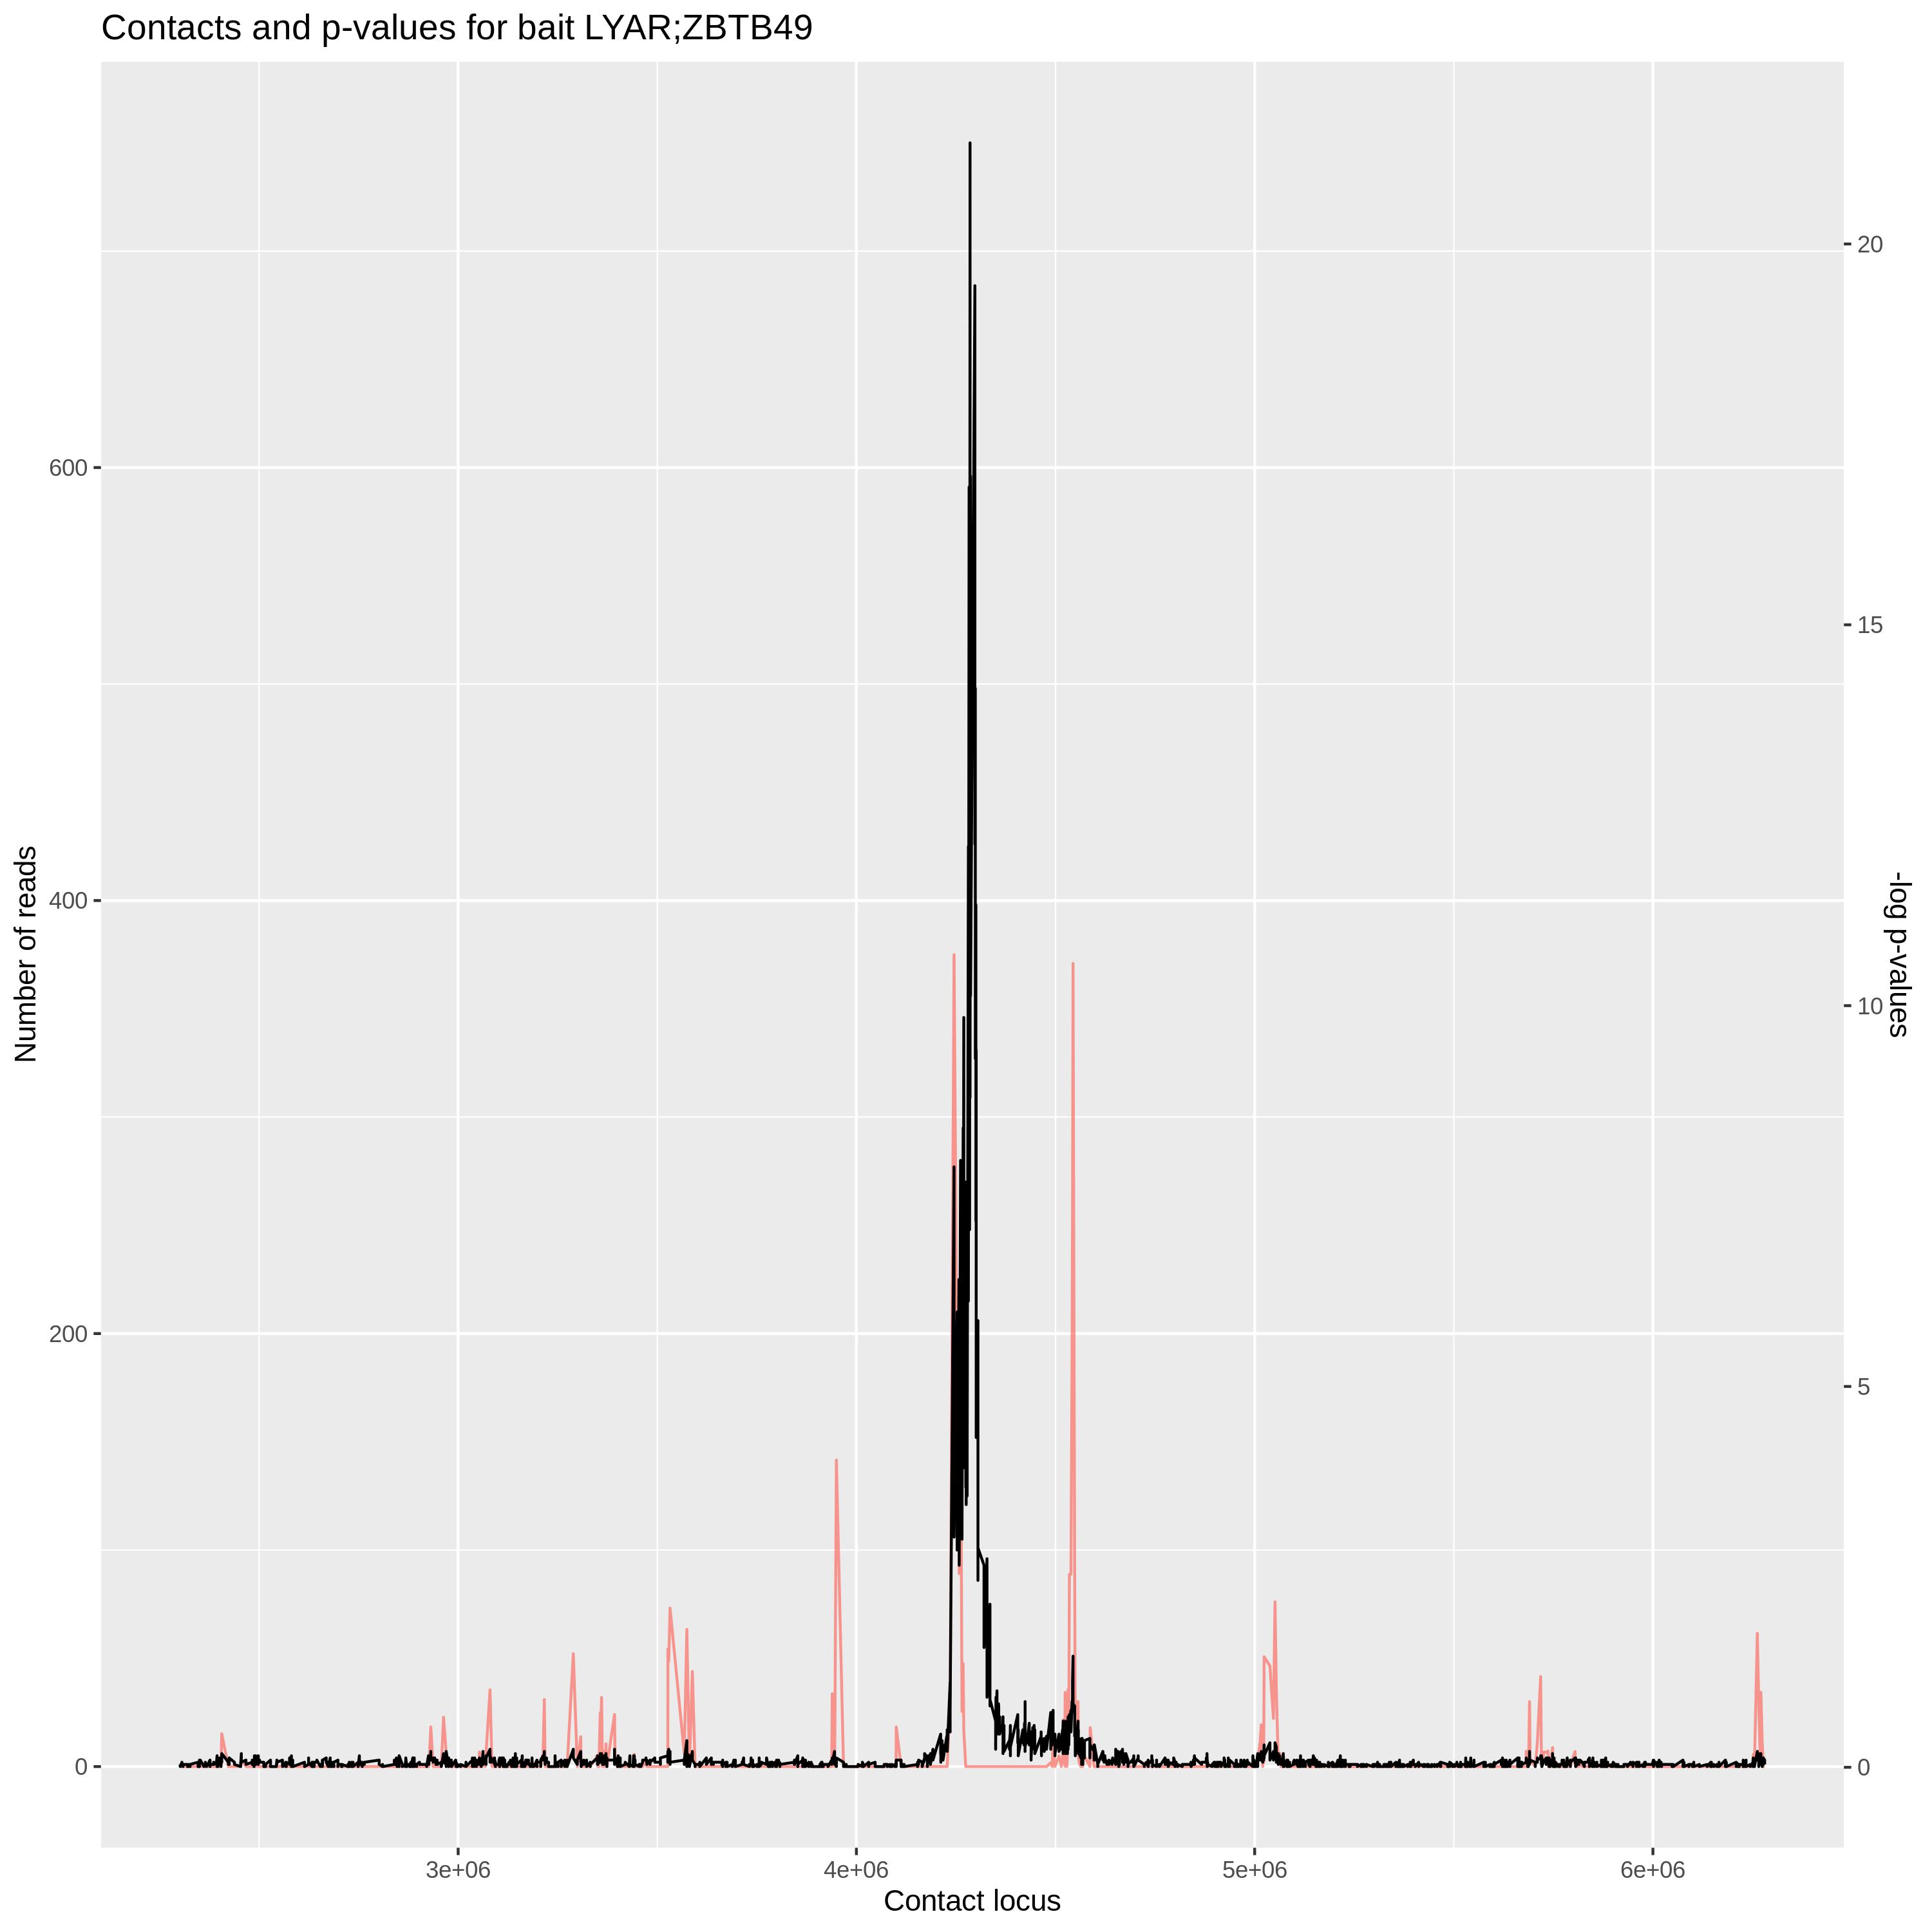 Contacts and p-values for bait LYAR;ZBTB49
Number of reads
600
400
200
0
20
15
10
5
0
-log p-values
3e+06
4e+06
5e+06
6e+06
Contact locus